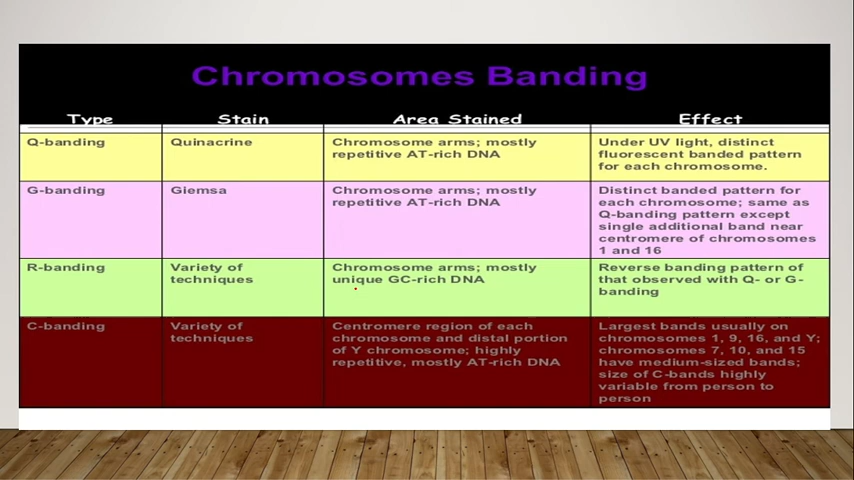 Chromosomes Banding
Type Stain Area Stained Effect
Q-banding Quinacrine Chromosome arms; mostly Under UV light, distinct
repetitive AT-rich DNA fluorescent banded pattern
for each chromosome.
G-banding Giemsa Chromosome arms; mostly Distinct banded pattern for
repetitive AT-rich DNA each chromosome; same as
Q-banding pattern except
single additional band near
centromere of chromosomes
1 and 16
R-banding Variety of Chromosome arms; mostly Reverse banding pattern of
techniques unique GC-rich DNA that observed with Q- or G-
banding
C-banding Variety of Centromere region of each Largest bands usually on
techniques chromosome and distal portion chromosomes 1, 9, 16, and Y;
of Y chromosome; highly chromosomes 7, 10, and 15
repetitive, mostly AT-rich DNA have medium-sized bands;
size of C-bands highly
variable from person to
person